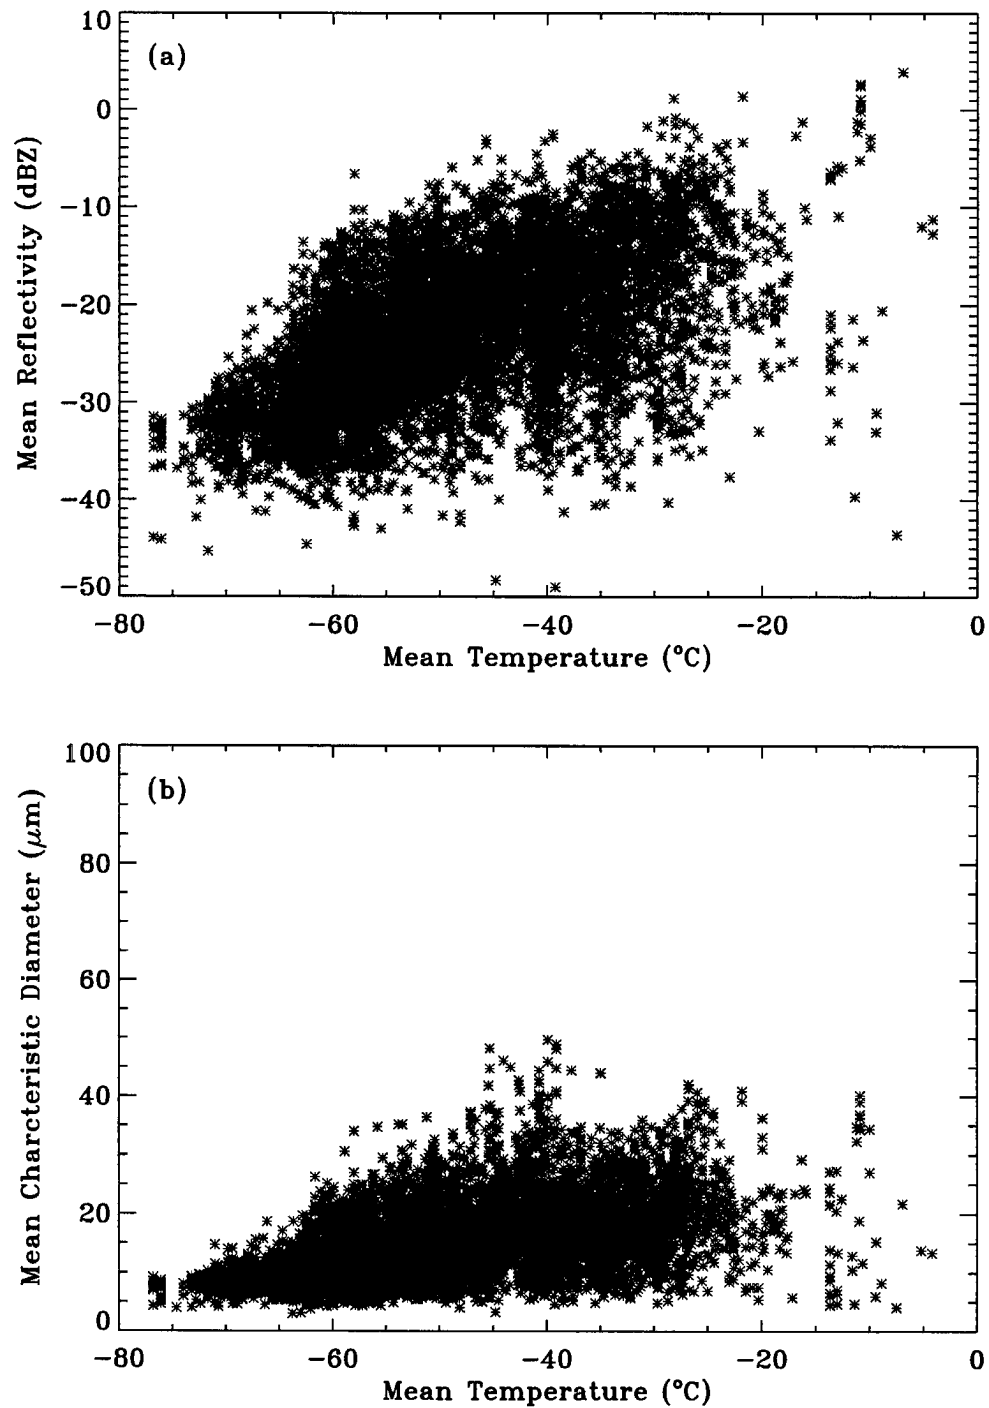 10
(a)
0
−10
−20
−30
−40
−50
Mean Reflectivity (dBZ)
−80 −60 −40 −20 0
Mean Temperature (°C)
100
(b)
80
60
40
20
0
Mean Charcteristic Diameter (μm)
−80 −60 −40 −20 0
Mean Temperature (°C)